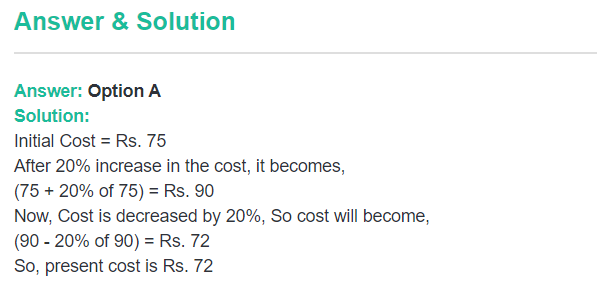 Answer & Solution
Answer: Option A
Solution:
Initial Cost = Rs. 75
After 20% increase in the cost, it becomes,
(75 + 20% of 75) = Rs. 90
Now, Cost is decreased by 20%, So cost will become,
(90 - 20% of 90) = Rs. 72
So, present cost is Rs. 72